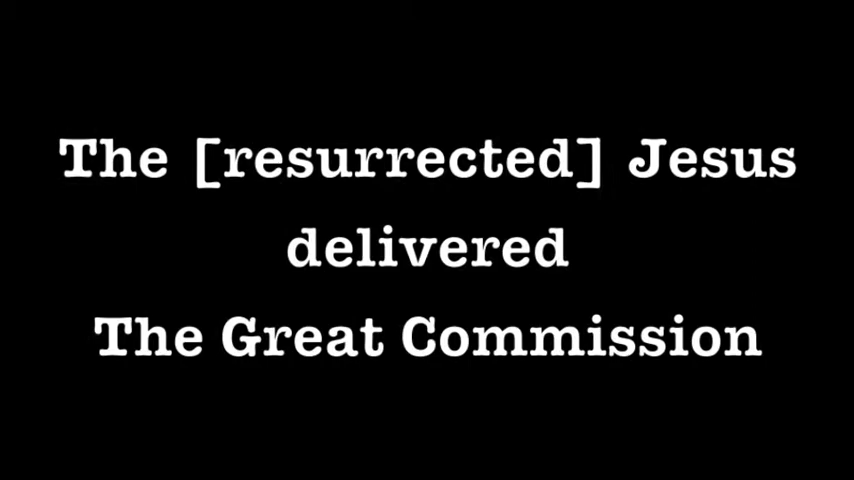 The [resurrected] Jesus
delivered
The Great Commission